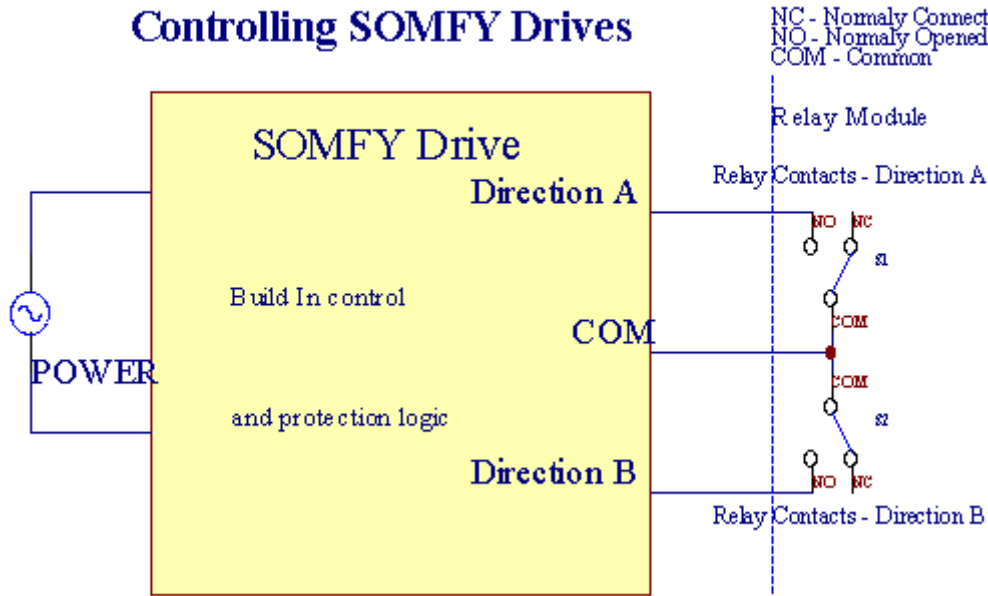 Controlling SOMFY Drives
NC - Normaly Connect
NO - Normaly Opened
COM - Common
Relay Module
SOMFY Drive
Relay Contacts - Direction A
Direction A
NO
NC
S1
Build In control
COM
COM
POWER
COM
and protection logic
S2
Direction B
NO
NC
Relay Contacts - Direction B